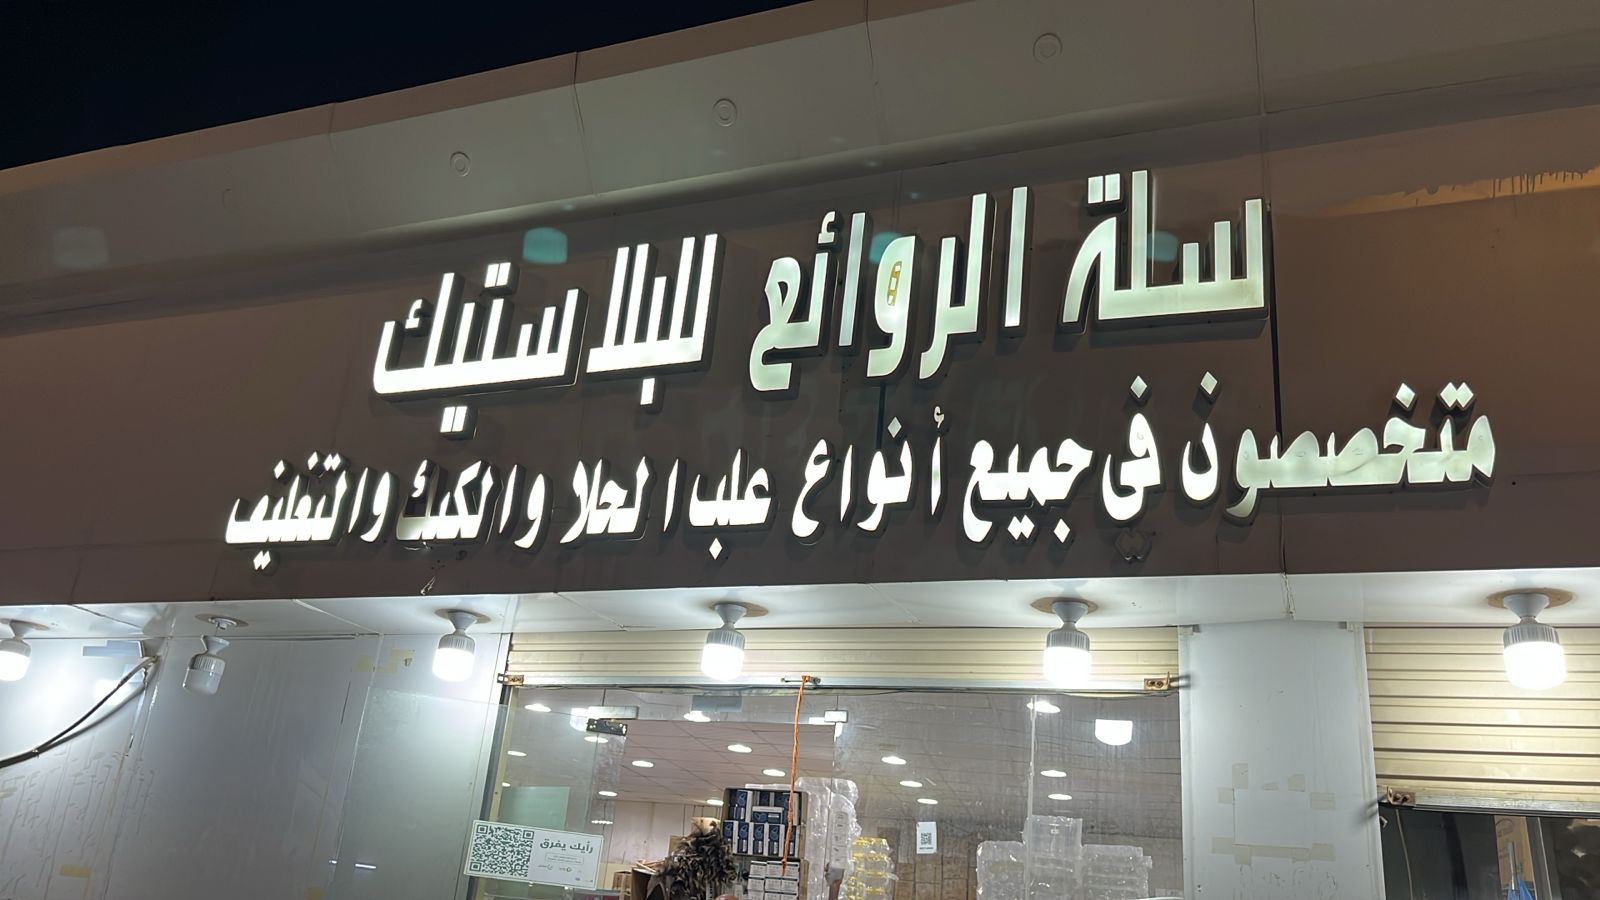 سلة الروائع للبلاستيك
متخصصون في جميع أنواع علب الحلا والكيك والتغليف
رأيك يفرق